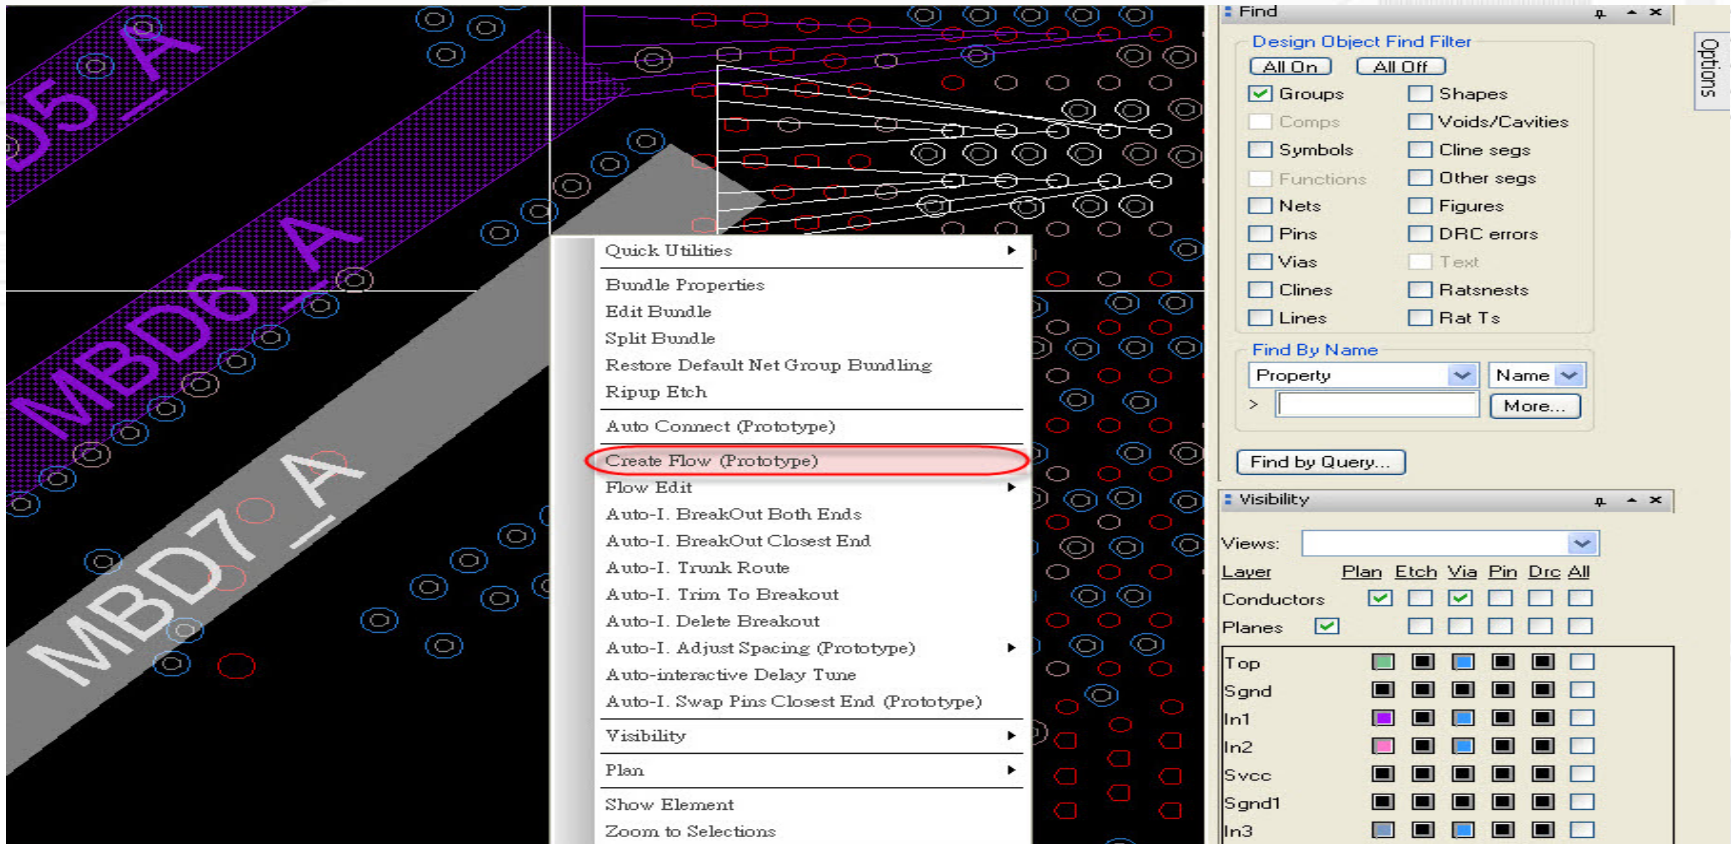 D5_A
MBD6_A
MBD7_A
Quick Utilities
Bundle Properties
Edit Bundle
Split Bundle
Restore Default Net Group Bundling
Ripup Etch
Auto Connect (Prototype)
Create Flow (Prototype)
Flow Edit
Auto-I. BreakOut Both Ends
Auto-I. BreakOut Closest End
Auto-I. Trunk Route
Auto-I. Trim To Breakout
Auto-I. Delete Breakout
Auto-I. Adjust Spacing (Prototype)
Auto-interactive Delay Tune
Auto-I. Swap Pins Closest End (Prototype)
Visibility
Plan
Show Element
Zoom to Selections
Find
Design Object Find Filter
All On All Off
Groups Shapes
Comps Voids/Cavities
Symbols Cline segs
Functions Other segs
Nets Figures
Pins DRC errors
Vias Text
Clines Ratsnests
Lines Rat Ts
Find By Name
Property Name
> More...
Find by Query...
Visibility
Views:
Layer Plan Etch Via Pin Drc All
Conductors
Planes
Top
Sgnd
In1
In2
Svcc
Sgnd1
In3
Options